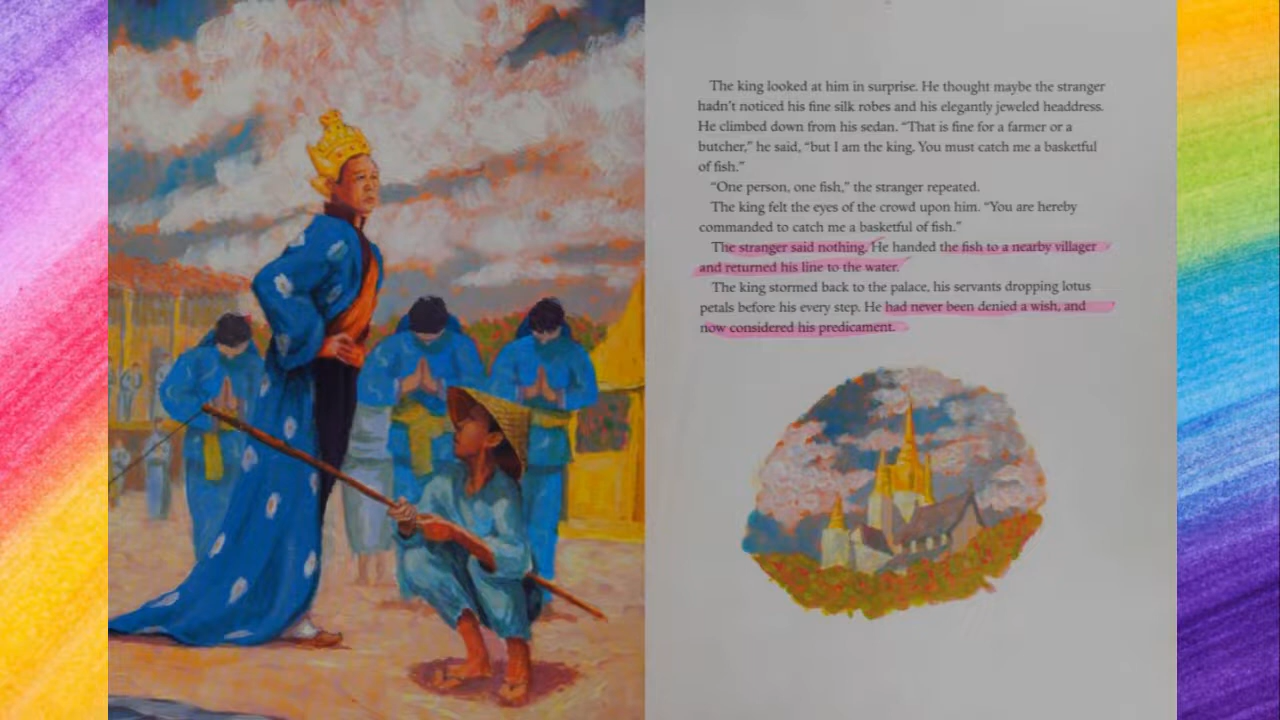 The king looked at him in surprise. He thought maybe the stranger
hadn't noticed his fine silk robes and his elegantly jeweled headdress.
He climbed down from his sedan. “That is fine for a farmer or a
butcher,” he said, “but I am the king. You must catch me a basketful
of fish.”
“One person, one fish,” the stranger repeated.
The king felt the eyes of the crowd upon him. “You are hereby
commanded to catch me a basketful of fish.”
The stranger said nothing. He handed the fish to a nearby villager
and returned his line to the water.
The king stormed back to the palace, his servants dropping lotus
petals before his every step. He had never been denied a wish, and
now considered his predicament.